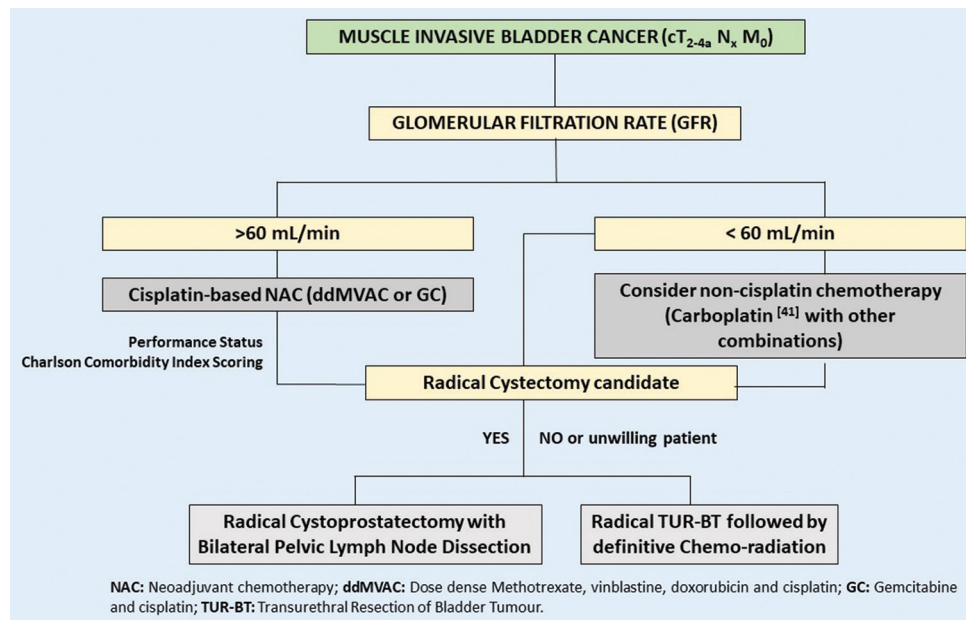 MUSCLE INVASIVE BLADDER CANCER (cT2-4a Nx M0)
GLOMERULAR FILTRATION RATE (GFR)
>60 mL/min
< 60 mL/min
Cisplatin-based NAC (ddMVAC or GC)
Consider non-cisplatin chemotherapy
(Carboplatin [41] with other
combinations)
Performance Status
Charlson Comorbidity Index Scoring
Radical Cystectomy candidate
YES
NO or unwilling patient
Radical Cystoprostatectomy with
Bilateral Pelvic Lymph Node Dissection
Radical TUR-BT followed by
definitive Chemo-radiation
NAC: Neoadjuvant chemotherapy; ddMVAC: Dose dense Methotrexate, vinblastine, doxorubicin and cisplatin; GC: Gemcitabine
and cisplatin; TUR-BT: Transurethral Resection of Bladder Tumour.